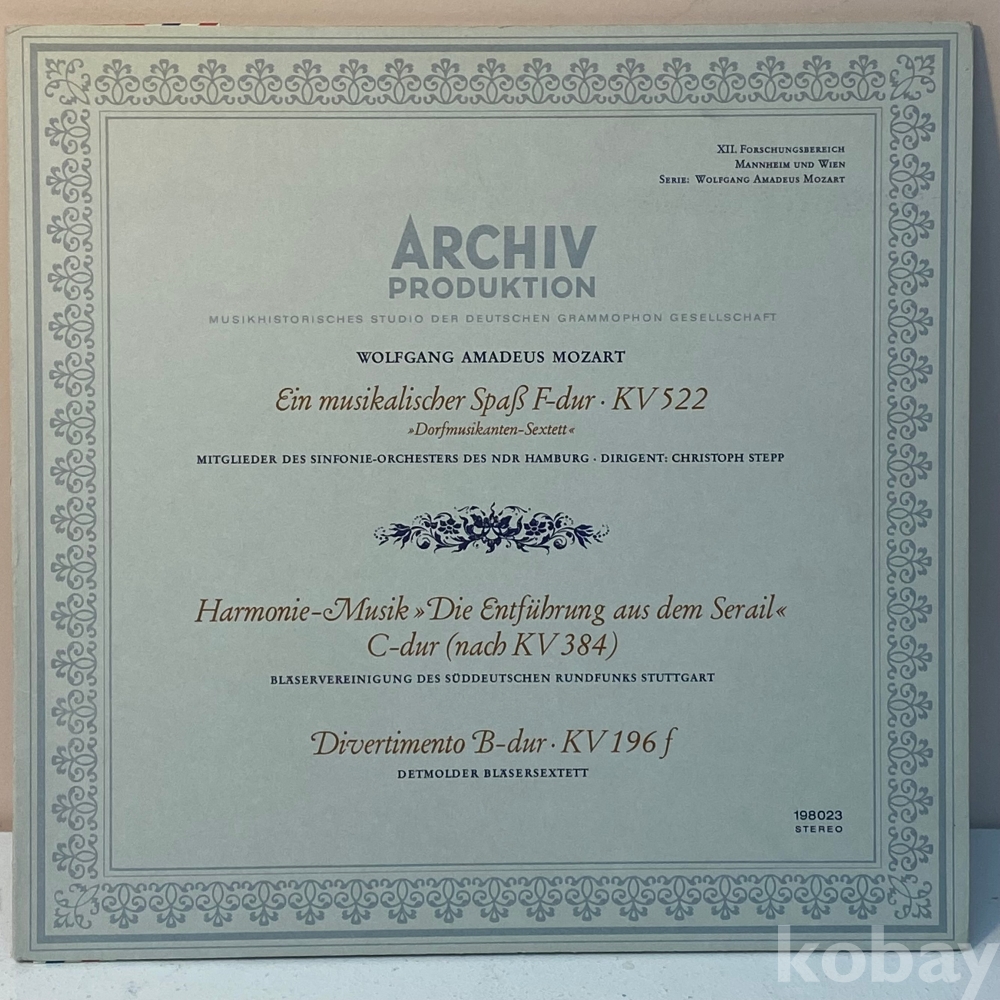 XII. FORSCHUNGSBEREICH
MANNHEIM UND WIEN
SERIE: WOLFGANG AMADEUS MOZART
ARCHIV
PRODUKTION
MUSIKHISTORISCHES STUDIO DER DEUTSCHEN GRAMMOPHON GESELLSCHAFT
WOLFGANG AMADEUS MOZART
Ein musikalischer Spaß F-dur · KV 522
»Dorfmusikanten-Sextett«
MITGLIEDER DES SINFONIE-ORCHESTERS DES NDR HAMBURG · DIRIGENT: CHRISTOPH STEPP
Harmonie-Musik »Die Entführung aus dem Serail«
C-dur (nach KV 384)
BLÄSERVEREINIGUNG DES SÜDDEUTSCHEN RUNDFUNKS STUTTGART
Divertimento B-dur · KV 196 f
DETMOLDER BLÄSERSEXTETT
198023
STEREO
kobay